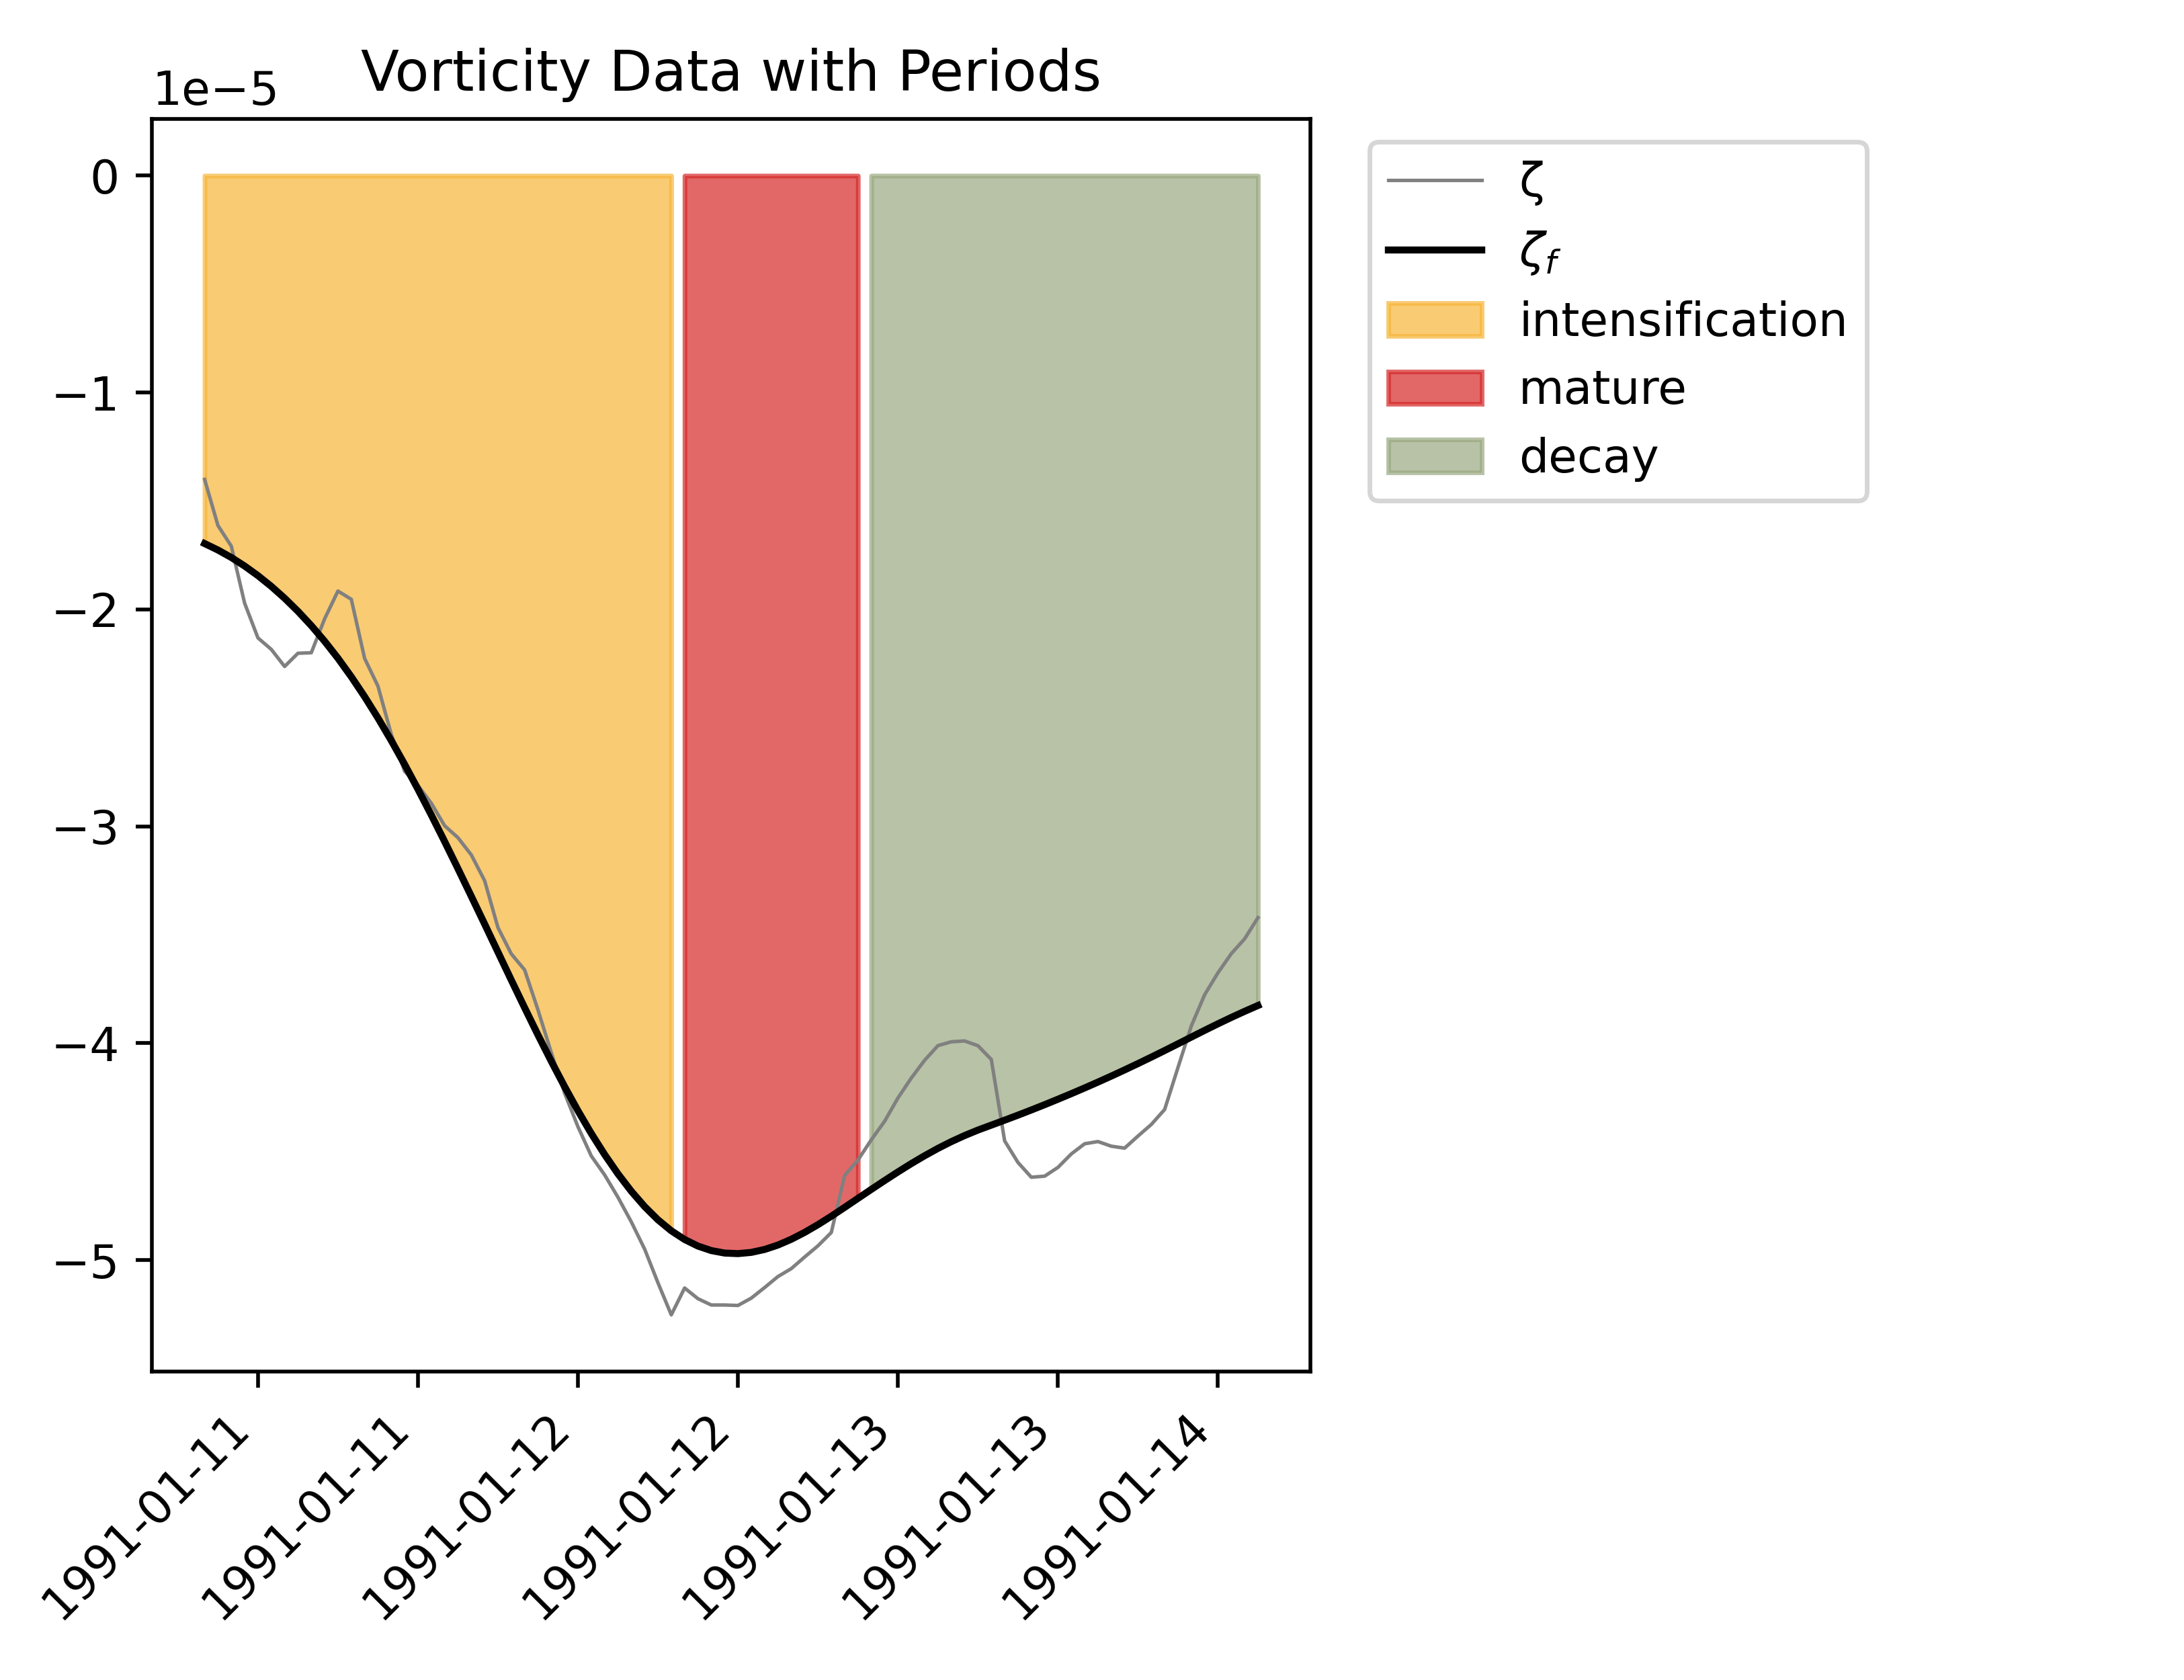 Vorticity Data with Periods
1e−5
0
−1
−2
−3
−4
−5
1991-01-11
1991-01-11
1991-01-12
1991-01-12
1991-01-13
1991-01-13
1991-01-14
ζ
ζf
intensification
mature
decay